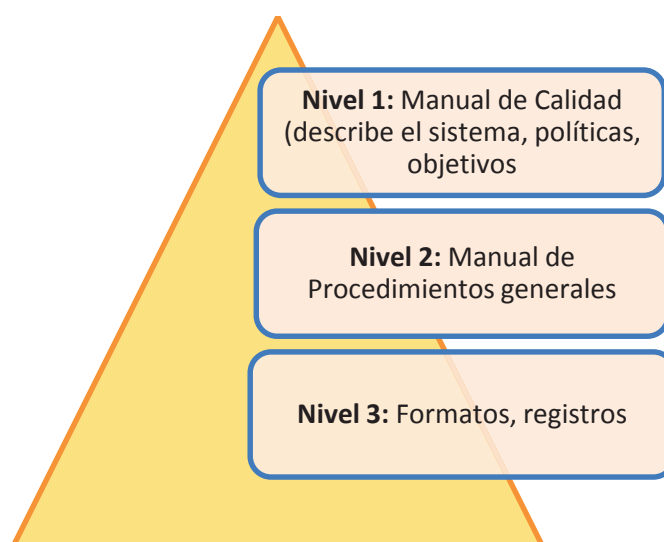 Nivel 1: Manual de Calidad
(describe el sistema, políticas,
objetivos
Nivel 2: Manual de
Procedimientos generales
Nivel 3: Formatos, registros